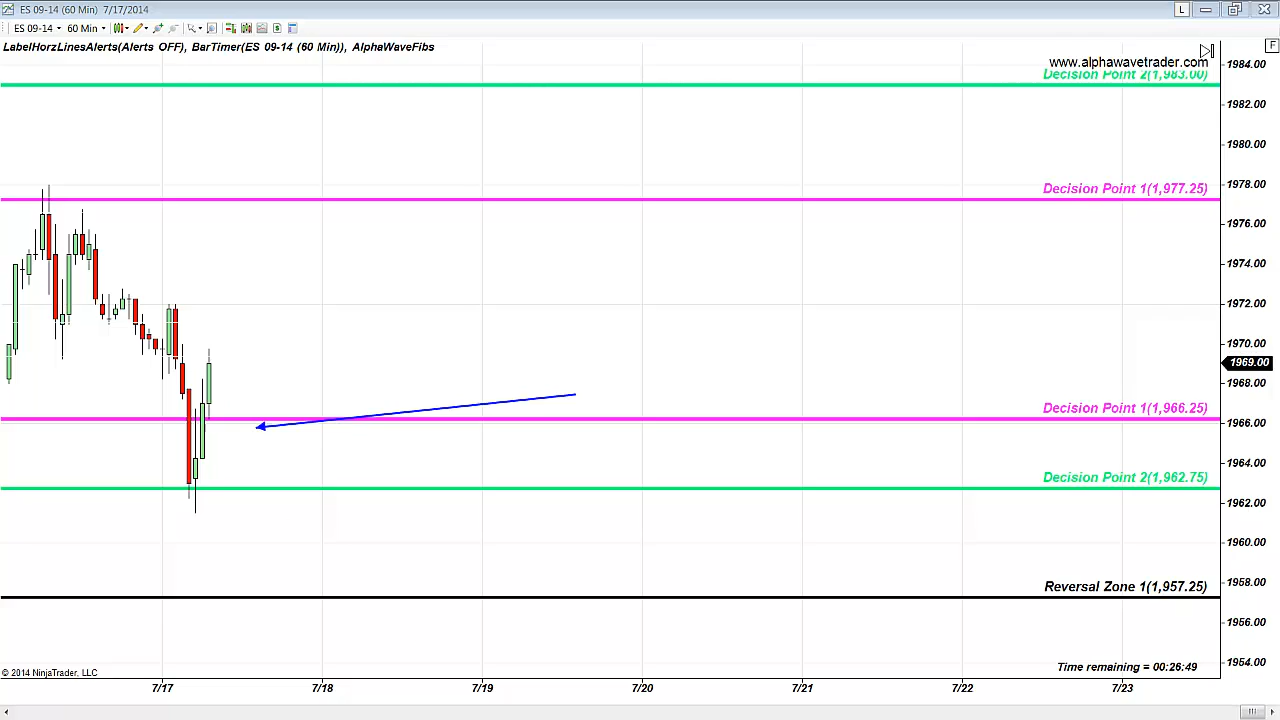 ES 09-14 (60 Min)  7/17/2014
L
ES 09-14  60 Min
LabelHorzLinesAlerts(Alerts OFF), BarTimer(ES 09-14 (60 Min)), AlphaWaveFibs
F
www.alphawavetrader.com
1984.00
Decision Point 2(1,983.00)
1982.00
1980.00
1978.00
Decision Point 1(1,977.25)
1976.00
1974.00
1972.00
1970.00
1969.00
1968.00
Decision Point 1(1,966.25)
1966.00
1964.00
Decision Point 2(1,962.75)
1962.00
1960.00
1958.00
Reversal Zone 1(1,957.25)
1956.00
1954.00
Time remaining = 00:26:49
© 2014 NinjaTrader, LLC
7/17 7/18 7/19 7/20 7/21 7/22 7/23